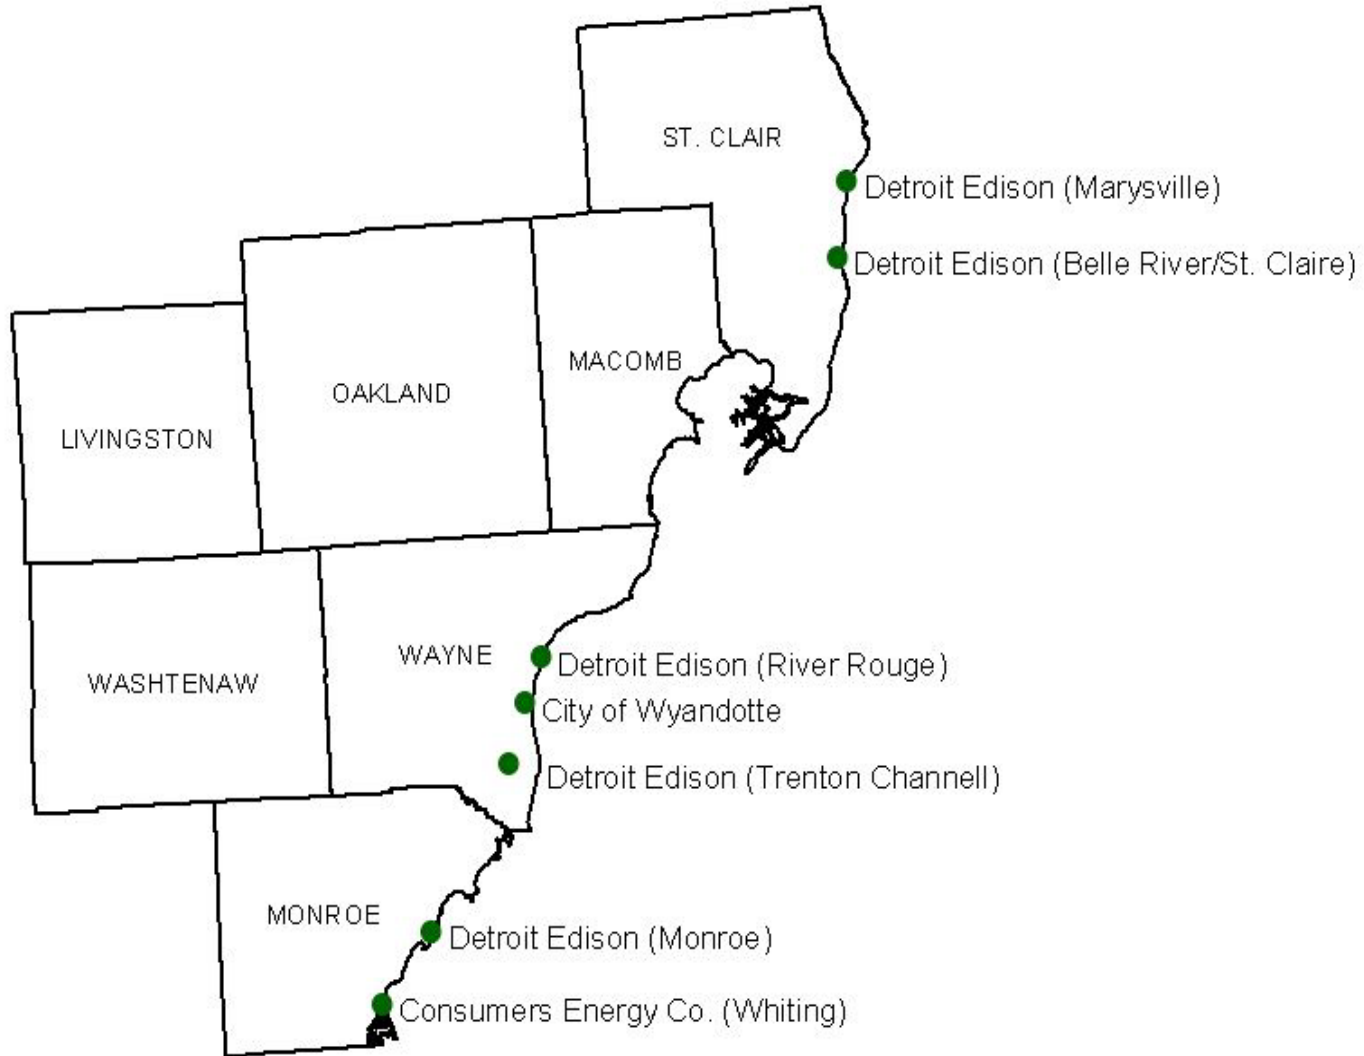 ST. CLAIR
Detroit Edison (Marysville)
Detroit Edison (Belle River/St. Claire)
MACOMB
OAKLAND
LIVINGSTON
WAYNE
Detroit Edison (River Rouge)
WASHTENAW
City of Wyandotte
Detroit Edison (Trenton Channell)
MONROE
Detroit Edison (Monroe)
Consumers Energy Co. (Whiting)